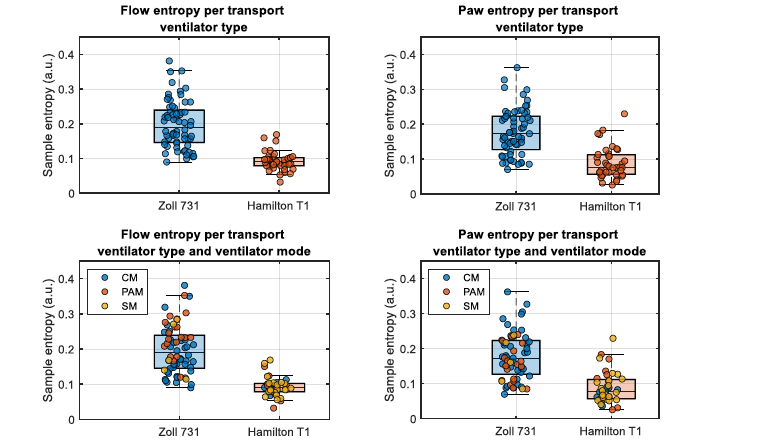 Flow entropy per transport
ventilator type
Sample entropy (a.u.)
0.4
0.3
0.2
0.1
0
Zoll 731
Hamilton T1
Paw entropy per transport
ventilator type
Sample entropy (a.u.)
0.4
0.3
0.2
0.1
0
Zoll 731
Hamilton T1
Flow entropy per transport
ventilator type and ventilator mode
Sample entropy (a.u.)
0.4
0.3
0.2
0.1
0
CM
PAM
SM
Zoll 731
Hamilton T1
Paw entropy per transport
ventilator type and ventilator mode
Sample entropy (a.u.)
0.4
0.3
0.2
0.1
0
CM
PAM
SM
Zoll 731
Hamilton T1